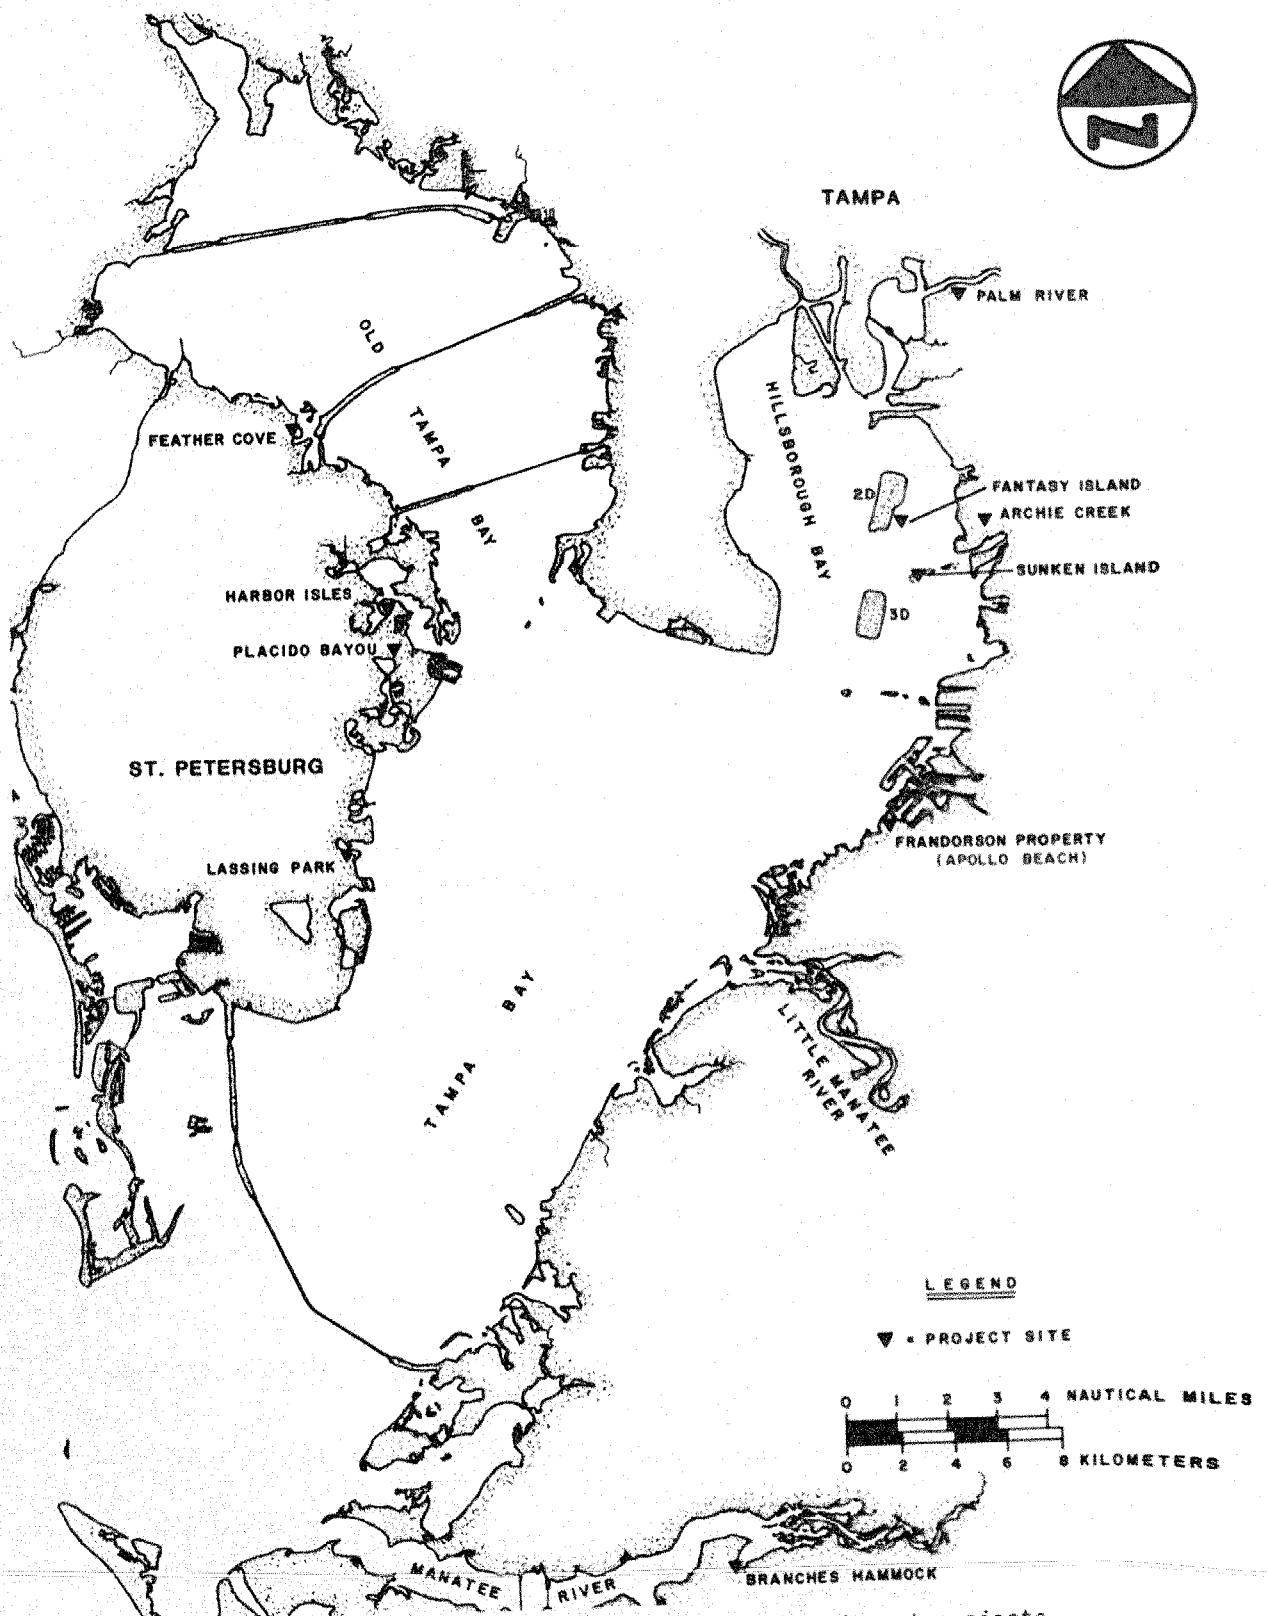 N
TAMPA
PALM RIVER
OLD
TAMPA
BAY
HILLSBOROUGH BAY
FEATHER COVE
2D
FANTASY ISLAND
ARCHIE CREEK
SUNKEN ISLAND
HARBOR ISLES
3D
PLACIDO BAYOU
ST. PETERSBURG
FRANDORSON PROPERTY
(APOLLO BEACH)
LASSING PARK
TAMPA BAY
LITTLE MANATEE
RIVER
LEGEND
= PROJECT SITE
0 1 2 3 4 NAUTICAL MILES
0 2 4 6 8 KILOMETERS
MANATEE RIVER
BRANCHES HAMMOCK